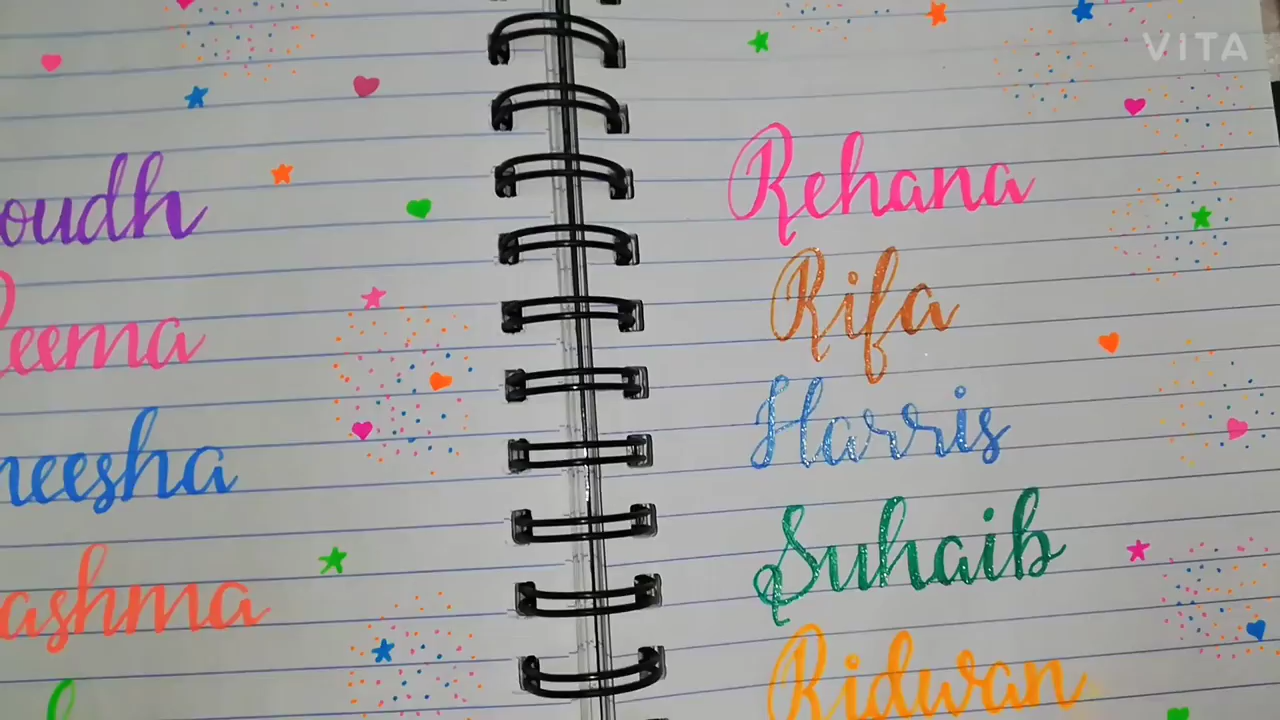 VITA
oudh
eema
neesha
ashma
Rehana
Rifa
Harris
Suhaib
Ridwan